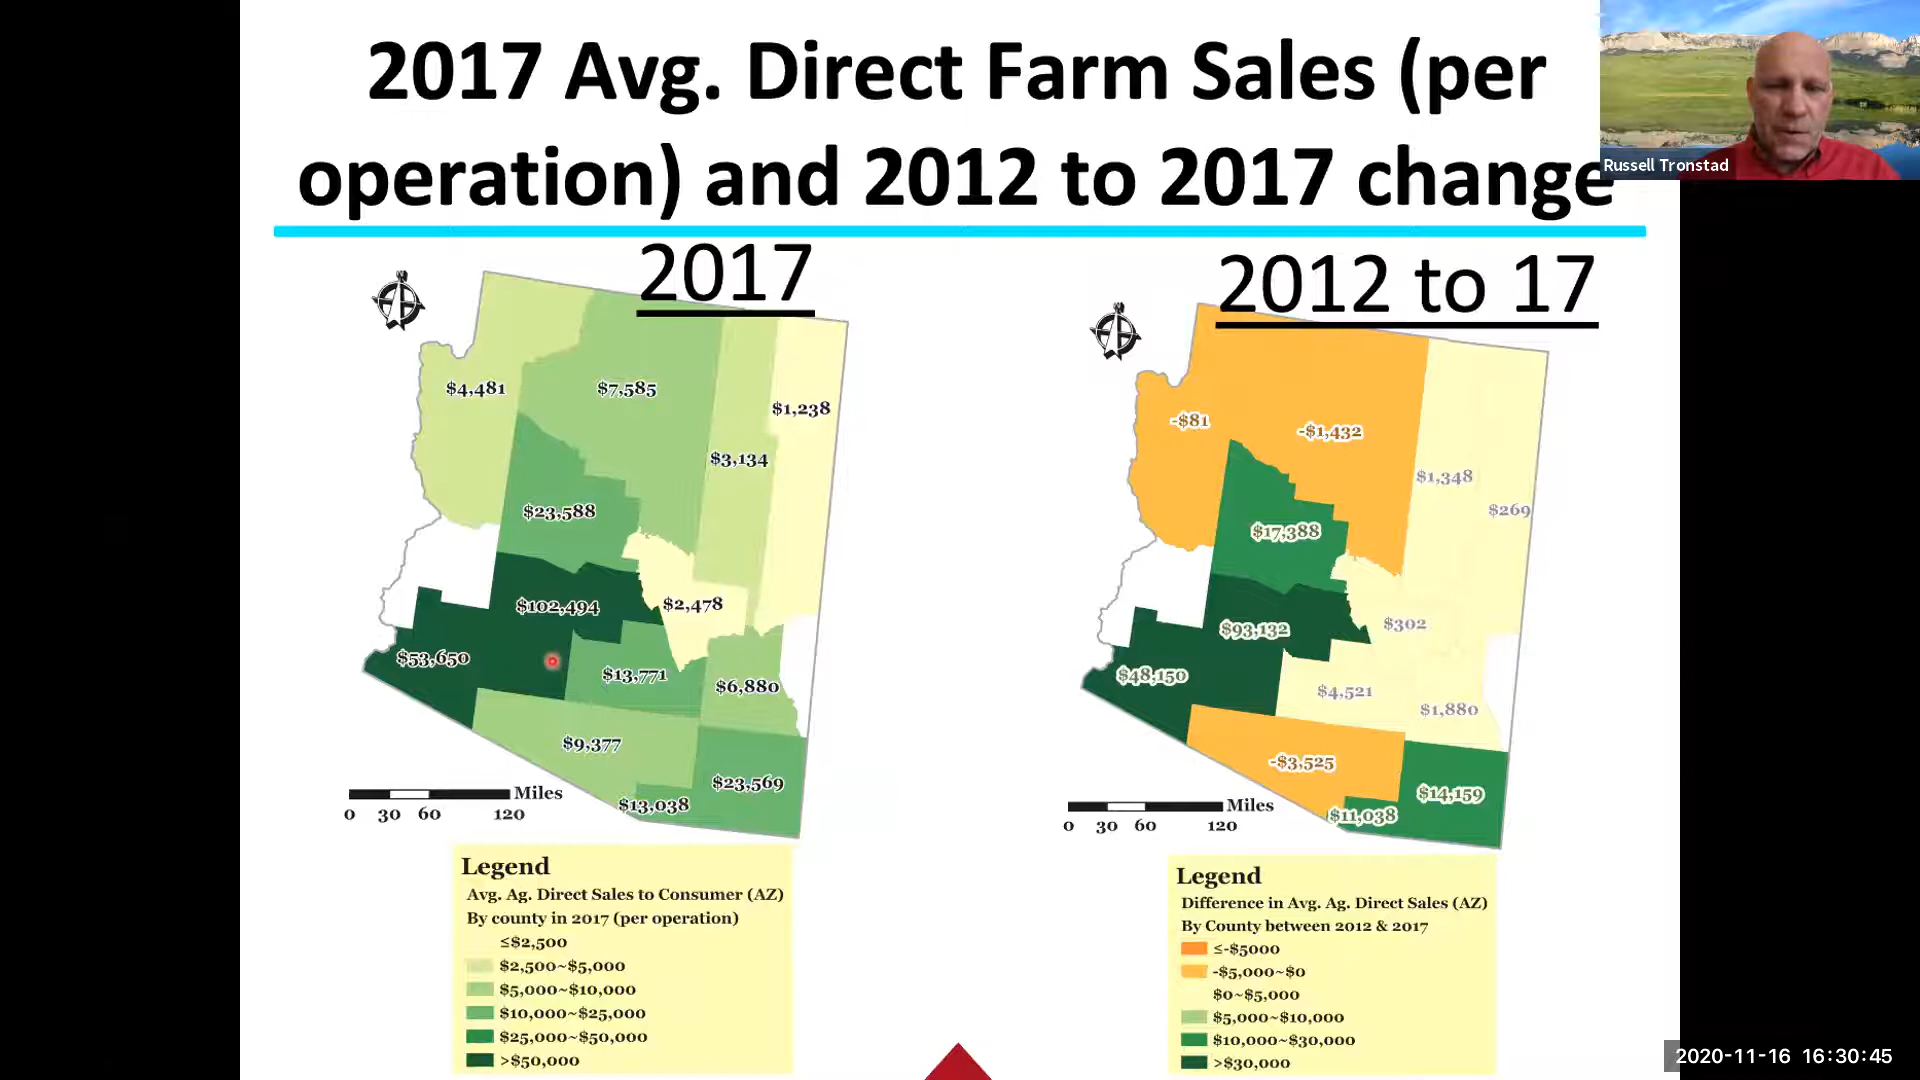 2017 Avg. Direct Farm Sales (per
operation) and 2012 to 2017 change
Russell Tronstad
2017
$4,481
$7,585
$1,238
$3,134
$23,588
$102,494
$2,478
$53,650
$13,771
$6,880
$9,377
$23,569
$13,038
Miles
0 30 60 120
Legend
Avg. Ag. Direct Sales to Consumer (AZ)
By county in 2017 (per operation)
≤$2,500
$2,500~$5,000
$5,000~$10,000
$10,000~$25,000
$25,000~$50,000
>$50,000
2012 to 17
-$81
-$1,432
$1,348
$269
$17,388
$93,132
$302
$48,150
$4,521
$1,880
-$3,525
$14,159
$11,038
Miles
0 30 60 120
Legend
Difference in Avg. Ag. Direct Sales (AZ)
By County between 2012 & 2017
≤-$5000
-$5,000~$0
$0~$5,000
$5,000~$10,000
$10,000~$30,000
>$30,000
2020-11-16 16:30:45